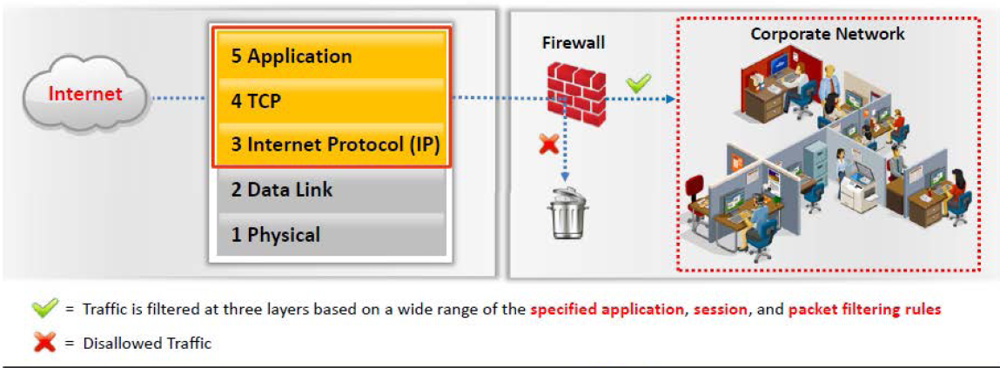 Internet
5 Application
4 TCP
3 Internet Protocol (IP)
2 Data Link
1 Physical
Firewall
Corporate Network
= Traffic is filtered at three layers based on a wide range of the specified application, session, and packet filtering rules
= Disallowed Traffic